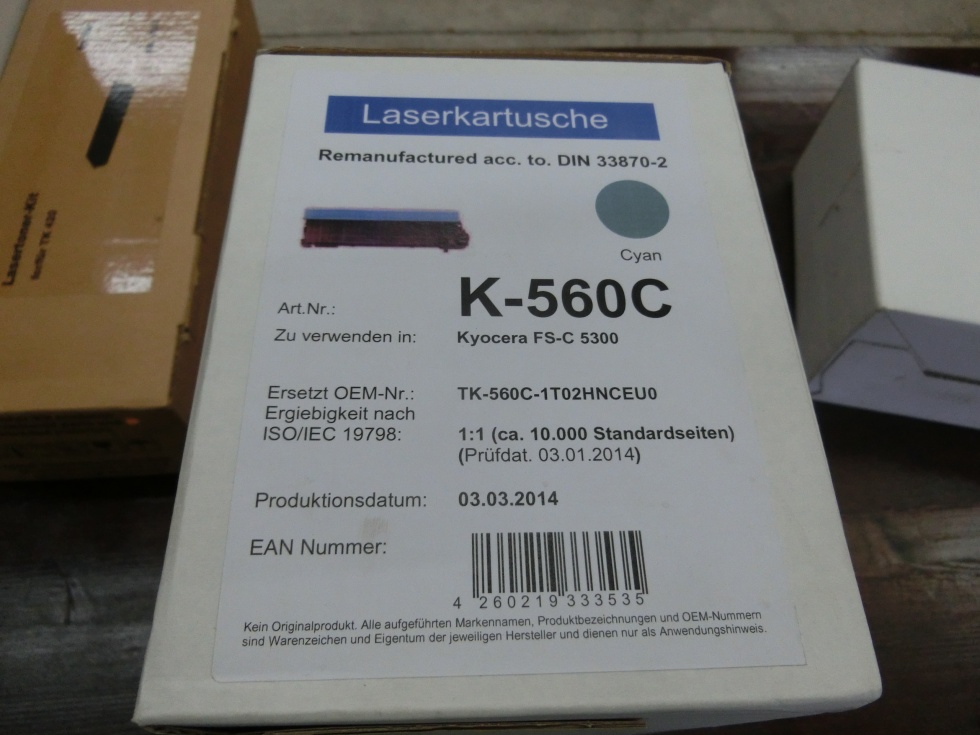 Laserkartusche
Remanufactured acc. to. DIN 33870-2
Cyan
Art.Nr.: K-560C
Zu verwenden in: Kyocera FS-C 5300
Ersetzt OEM-Nr.: TK-560C-1T02HNCEU0
Ergiebigkeit nach
ISO/IEC 19798: 1:1 (ca. 10.000 Standardseiten)
(Prüfdat. 03.01.2014)
Produktionsdatum: 03.03.2014
EAN Nummer:
4 260219 333535
Kein Originalprodukt. Alle aufgeführten Markennamen, Produktbezeichnungen und OEM-Nummern
sind Warenzeichen und Eigentum der jeweiligen Hersteller und dienen nur als Anwendungshinweis.
Lasertoner-Kit